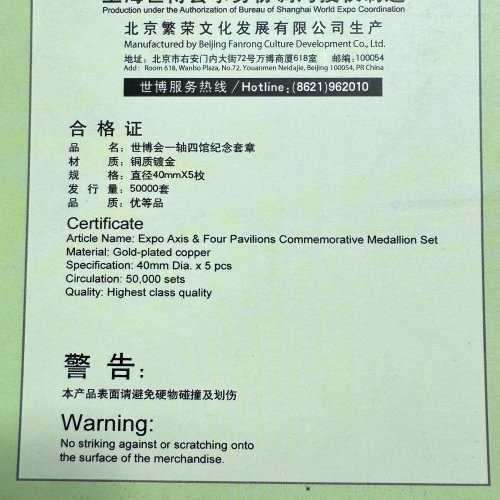 Production under the Authorization of Bureau of Shanghai World Expo Coordination
北京繁荣文化发展有限公司生产
Manufactured by Beijing Fanrong Culture Development Co., Ltd.
地址：北京市右安门内大街72号万博商厦618室 邮编：100054
Add: Room 618, Wanbo Plaza, No.72, Youanmen Neidajie, Beijing 100054, PR China
世博服务热线/Hotline:(8621)962010
合格证
品 名：世博会一轴四馆纪念套章
材 质：铜质镀金
规 格：直径40mmX5枚
发 行 量：50000套
品 质：优等品
Certificate
Article Name: Expo Axis & Four Pavilions Commemorative Medallion Set
Material: Gold-plated copper
Specification: 40mm Dia. x 5 pcs
Circulation: 50,000 sets
Quality: Highest class quality
警告：
本产品表面请避免硬物碰撞及划伤
Warning:
No striking against or scratching onto
the surface of the merchandise.